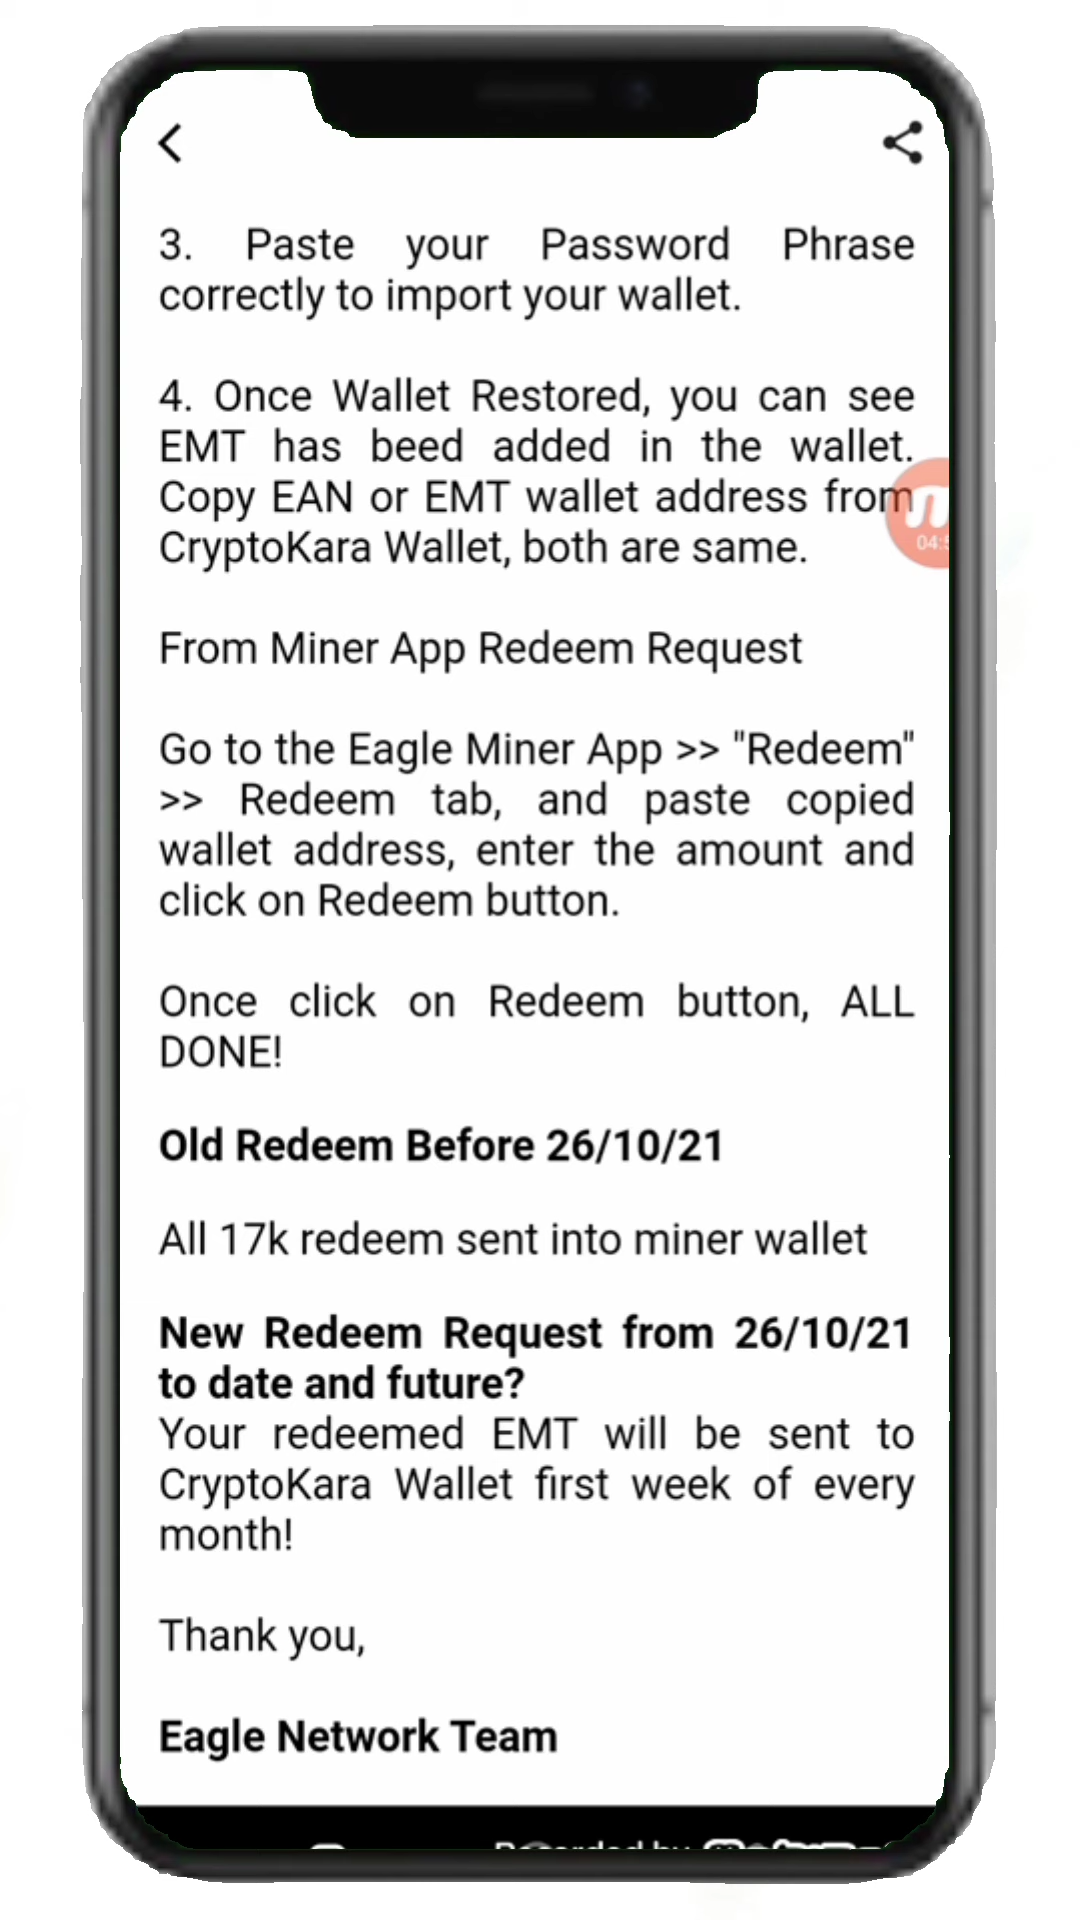 3. Paste your Password Phrase
correctly to import your wallet.
4. Once Wallet Restored, you can see
EMT has beed added in the wallet.
Copy EAN or EMT wallet address from
CryptoKara Wallet, both are same.
From Miner App Redeem Request
Go to the Eagle Miner App >> "Redeem"
>> Redeem tab, and paste copied
wallet address, enter the amount and
click on Redeem button.
Once click on Redeem button, ALL
DONE!
Old Redeem Before 26/10/21
All 17k redeem sent into miner wallet
New Redeem Request from 26/10/21
to date and future?
Your redeemed EMT will be sent to
CryptoKara Wallet first week of every
month!
Thank you,
Eagle Network Team